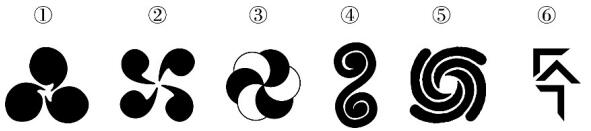 ① ② ③ ④ ⑤ ⑥